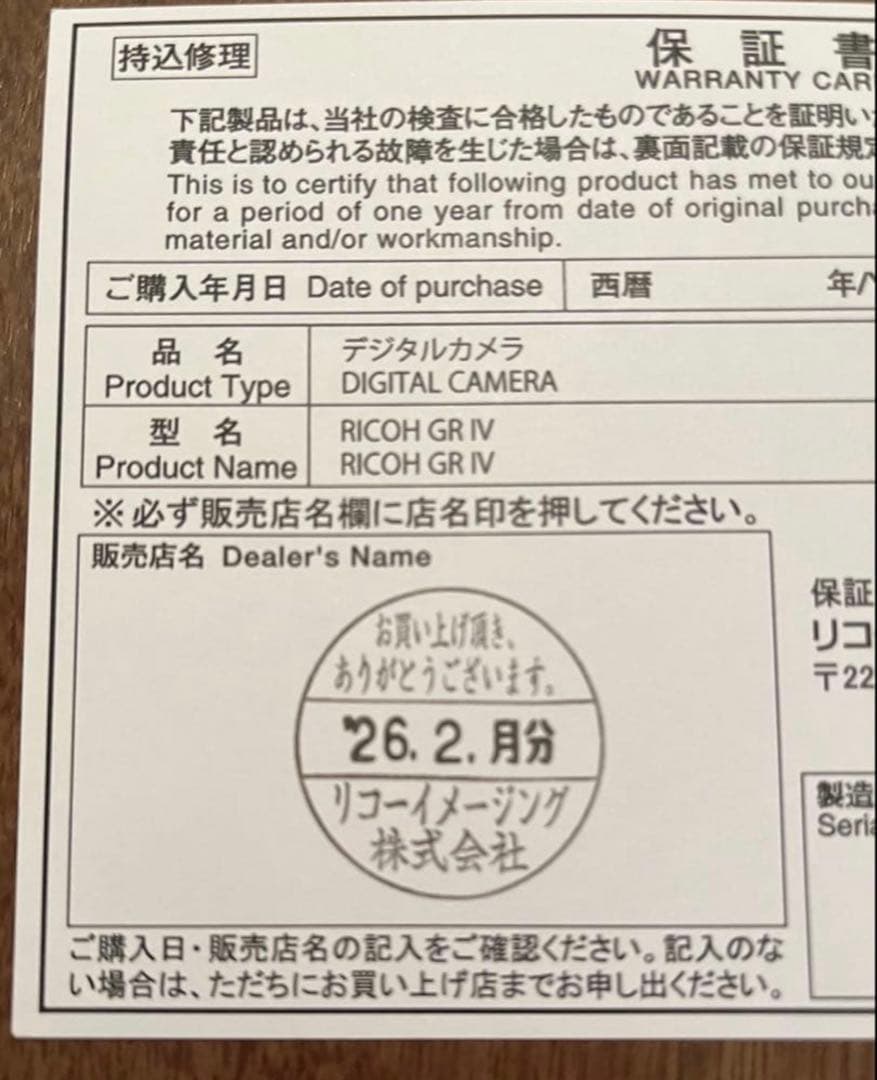 持込修理
保証書
WARRANTY CAR
下記製品は、当社の検査に合格したものであることを証明い
責任と認められる故障を生じた場合は、裏面記載の保証規定
This is to certify that following product has met to ou
for a period of one year from date of original purcha
material and/or workmanship.
ご購入年月日 Date of purchase 西暦 年/
品 名 デジタルカメラ
Product Type DIGITAL CAMERA
型 名 RICOH GR IV
Product Name RICOH GR IV
※必ず販売店名欄に店名印を押してください。
販売店名 Dealer's Name
お買い上げ頂き、
ありがとうございます。
'26. 2. 月分
リコーイメージング
株式会社
保証
リコ
〒22
製造
Seria
ご購入日・販売店名の記入をご確認ください。記入のな
い場合は、ただちにお買い上げ店までお申し出ください。